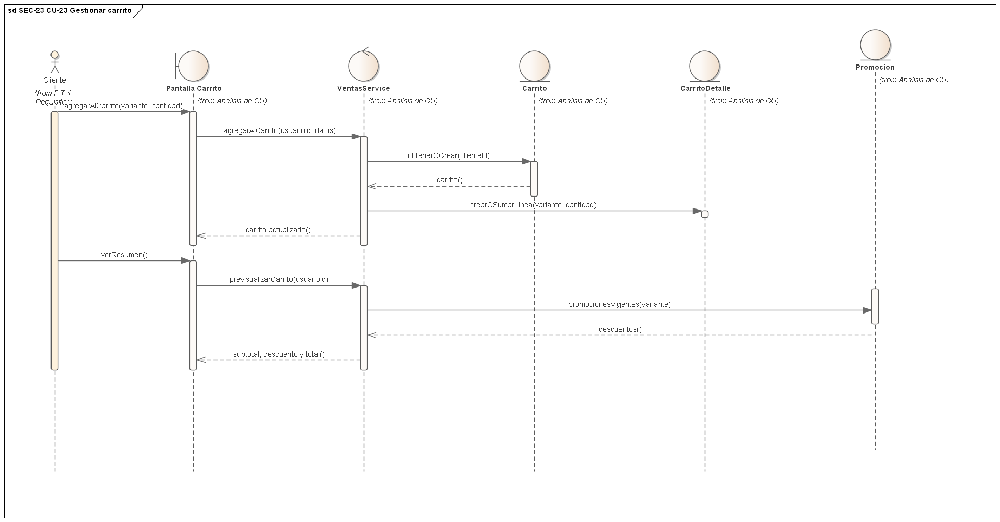 sd SEC-23 CU-23 Gestionar carrito
Cliente
(from F.T.1 -
Requisitos)
Pantalla Carrito
(from Analisis de CU)
VentasService
(from Analisis de CU)
Carrito
(from Analisis de CU)
CarritoDetalle
(from Analisis de CU)
Promocion
(from Analisis de CU)
agregarAlCarrito(variante, cantidad)
agregarAlCarrito(usuarioId, datos)
obtenerOCrear(clienteId)
carrito()
crearOSumarLinea(variante, cantidad)
carrito actualizado()
verResumen()
previsualizarCarrito(usuarioId)
promocionesVigentes(variante)
descuentos()
subtotal, descuento y total()